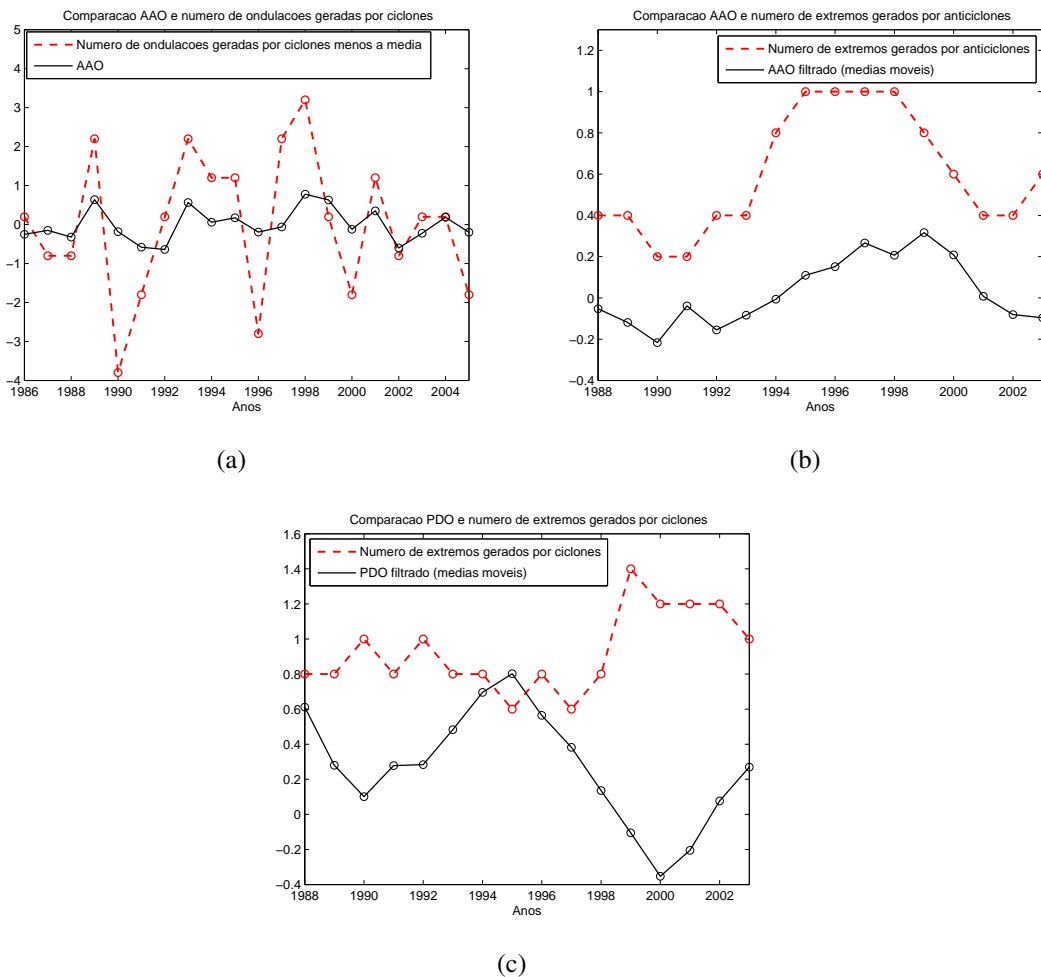 Comparacao AAO e numero de ondulacoes geradas por ciclones
Numero de ondulacoes geradas por ciclones menos a media
AAO
5
4
3
2
1
0
−1
−2
−3
−4
1986 1988 1990 1992 1994 1996 1998 2000 2002 2004
Anos
(a)
Comparacao AAO e numero de extremos gerados por anticiclones
Numero de extremos gerados por anticiclones
AAO filtrado (medias moveis)
1.2
1
0.8
0.6
0.4
0.2
0
−0.2
−0.4
1988 1990 1992 1994 1996 1998 2000 2002
Anos
(b)
Comparacao PDO e numero de extremos gerados por ciclones
Numero de extremos gerados por ciclones
PDO filtrado (medias moveis)
1.6
1.4
1.2
1
0.8
0.6
0.4
0.2
0
−0.2
−0.4
1988 1990 1992 1994 1996 1998 2000 2002
Anos
(c)